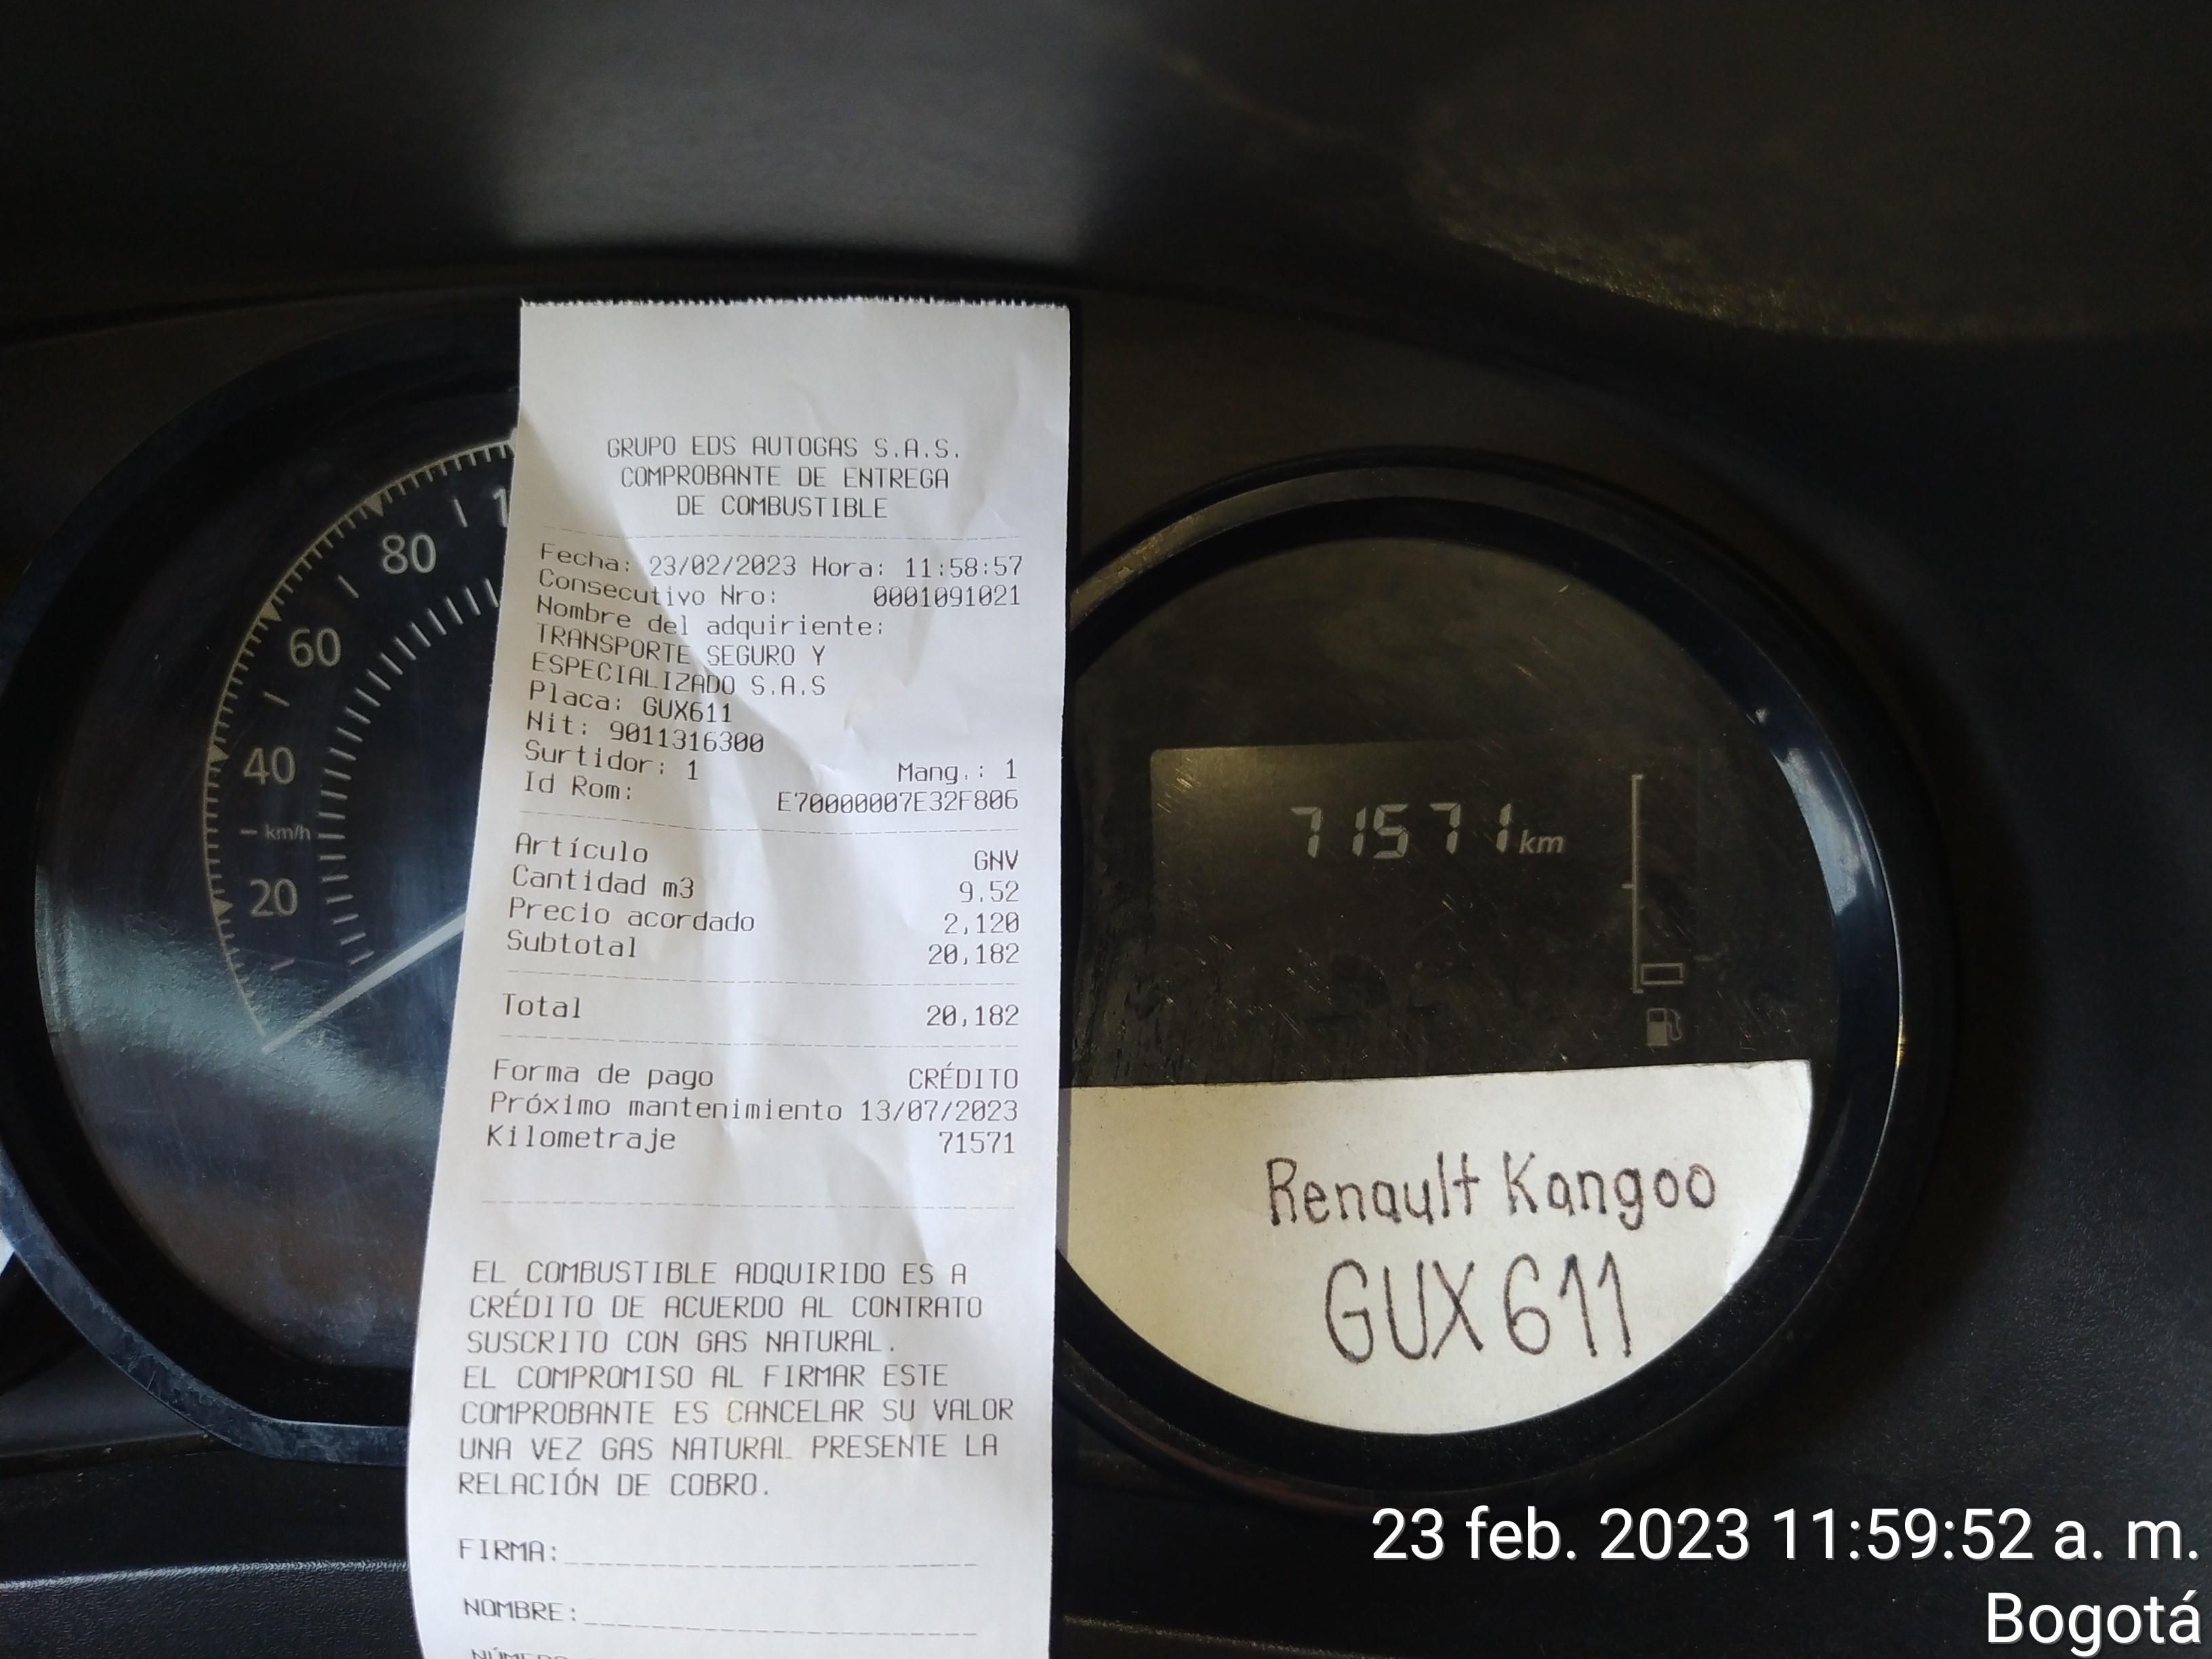 GRUPO EDS AUTOGAS S.A.S.
COMPROBANTE DE ENTREGA
DE COMBUSTIBLE
Fecha: 23/02/2023 Hora: 11:58:57
Consecutivo Nro: 0001091021
Nombre del adquiriente:
TRANSPORTE SEGURO Y
ESPECIALIZADO S.A.S
Placa: GUX611
Nit: 9011316300
Surtidor: 1 Mang.: 1
Id Rom: E70000007E32F806
Artículo GNV
Cantidad m3 9.52
Precio acordado 2,120
Subtotal 20,182
Total 20,182
Forma de pago CRÉDITO
Próximo mantenimiento 13/07/2023
Kilometraje 71571
EL COMBUSTIBLE ADQUIRIDO ES A
CRÉDITO DE ACUERDO AL CONTRATO
SUSCRITO CON GAS NATURAL.
EL COMPROMISO AL FIRMAR ESTE
COMPROBANTE ES CANCELAR SU VALOR
UNA VEZ GAS NATURAL PRESENTE LA
RELACIÓN DE COBRO.
FIRMA:
NOMBRE:
80
60
40
km/h
20
71571 km
Renault Kangoo
GUX611
23 feb. 2023 11:59:52 a. m.
Bogotá